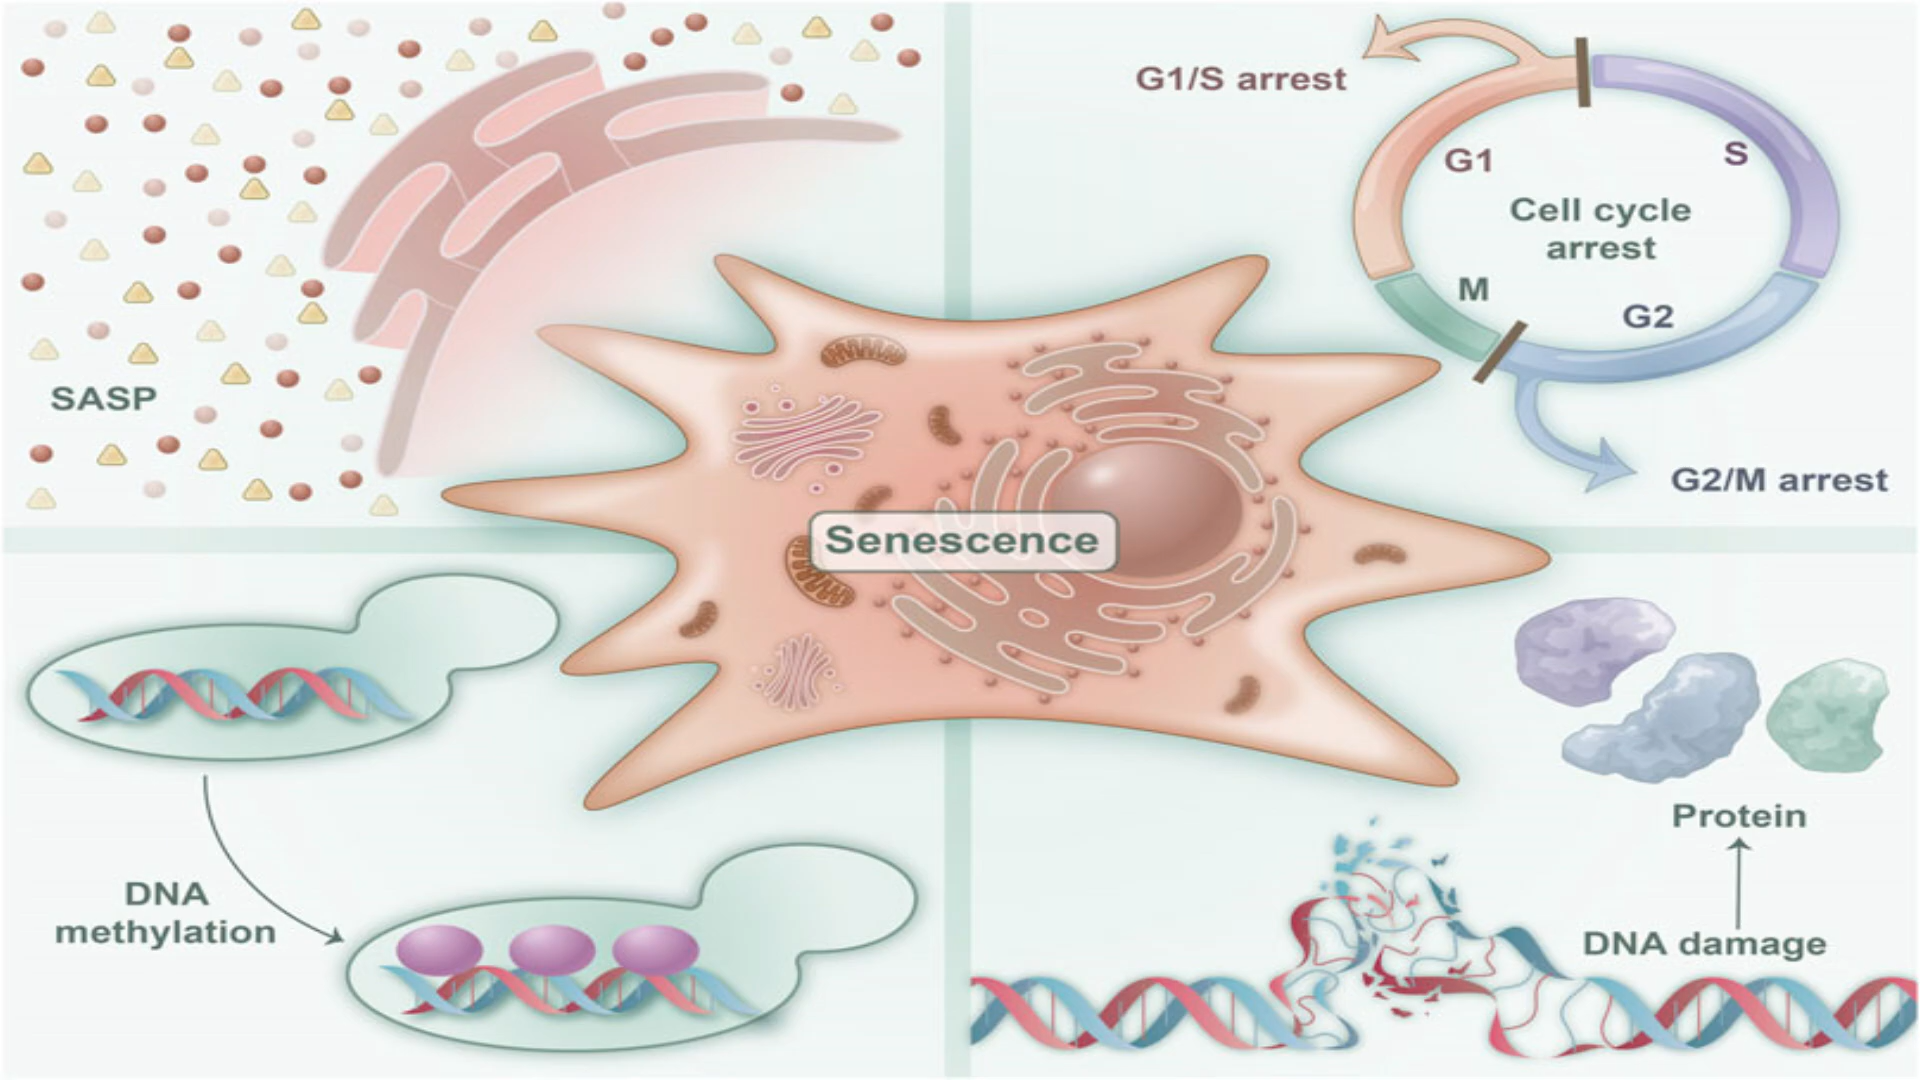 SASP
G1/S arrest
G1
S
Cell cycle
arrest
M
G2
G2/M arrest
Senescence
DNA
methylation
Protein
DNA damage